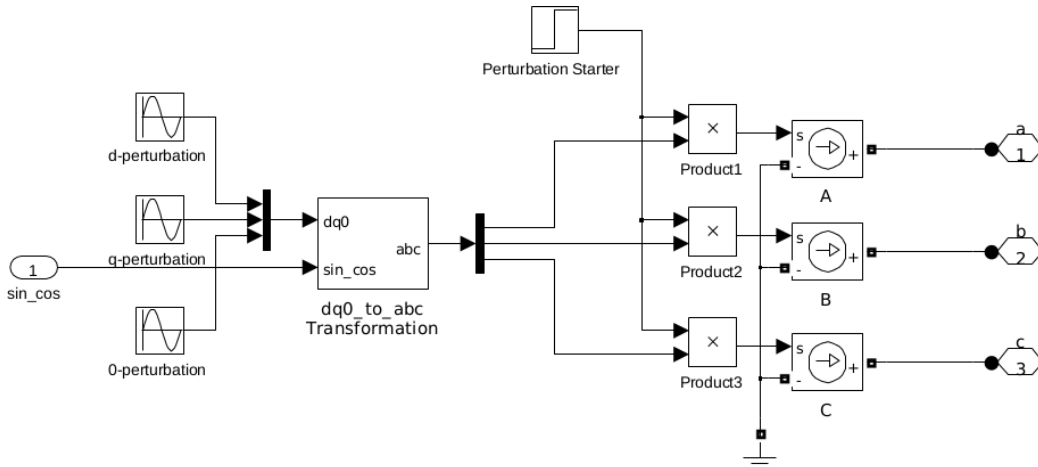 Perturbation Starter
d-perturbation
q-perturbation
0-perturbation
1
sin_cos
dq0
sin_cos
abc
dq0_to_abc
Transformation
×
Product1
×
Product2
×
Product3
s
-
+
A
s
-
+
B
s
-
+
C
a
1
b
2
c
3